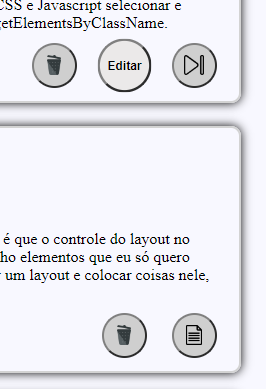 CSS e Javascript selecionar e
getElementsByClassName.
Editar
é que o controle do layout no
elementos que eu só quero
um layout e colocar coisas nele,